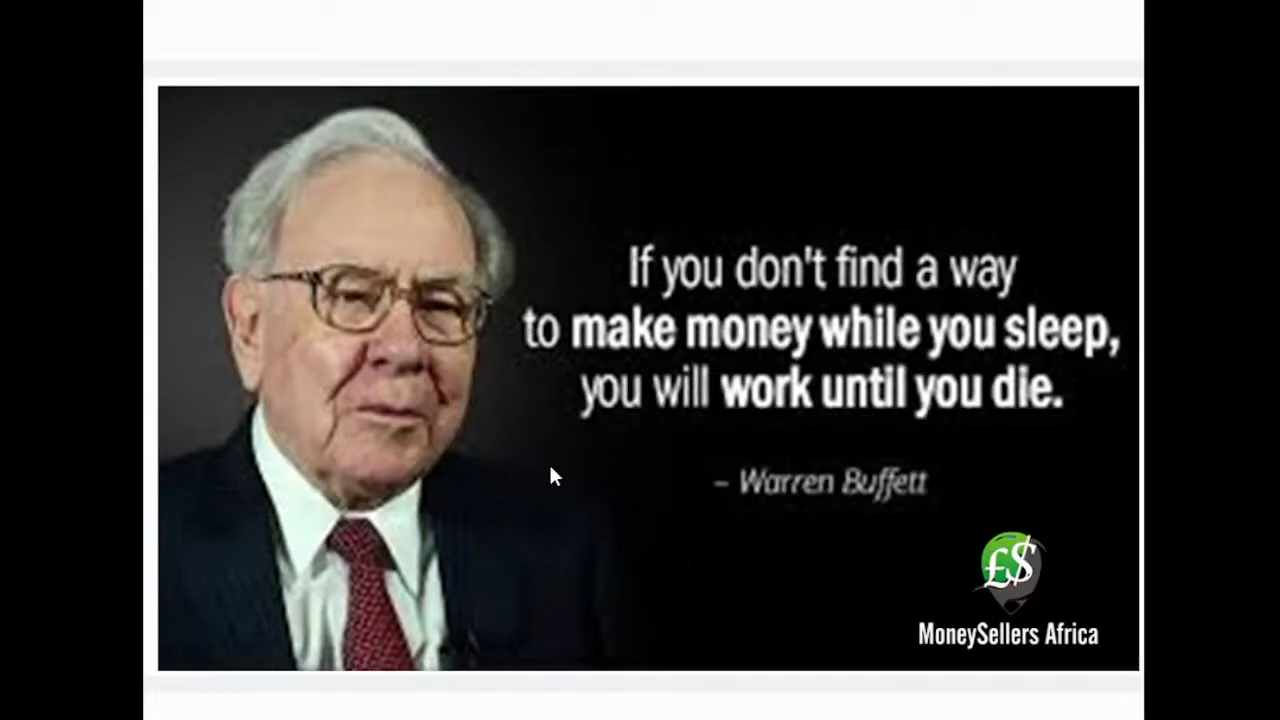 If you don't find a way
to make money while you sleep,
you will work until you die.
– Warren Buffett
£$
MoneySellers Africa